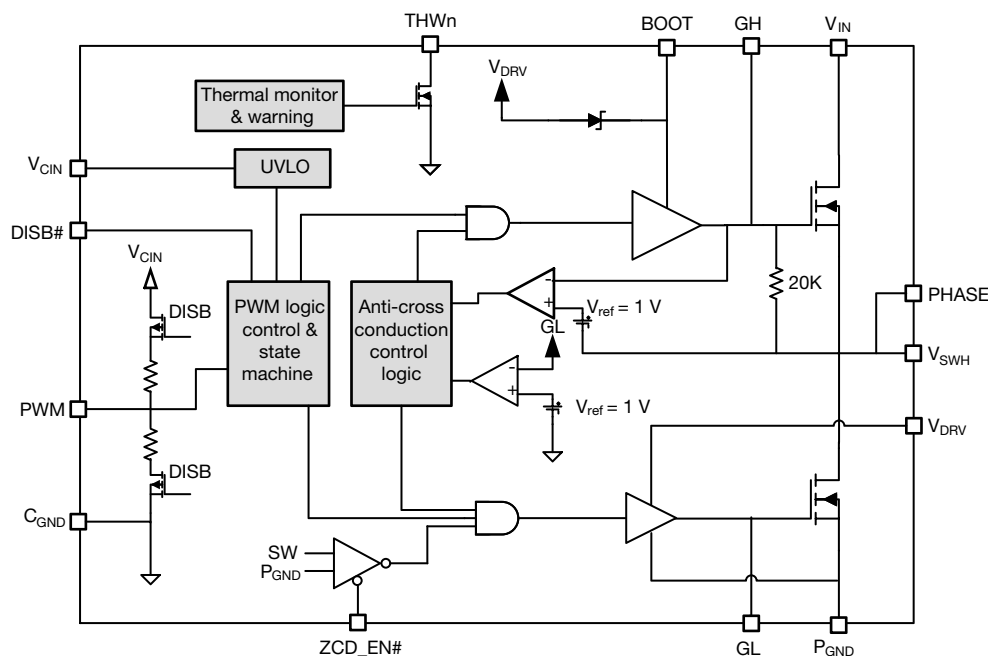 THWn
BOOT
GH
VIN
VDRV
Thermal monitor
& warning
VCIN
UVLO
DISB#
VCIN
DISB
PWM logic
control &
state
machine
Anti-cross
conduction
control
logic
-
+
Vref = 1 V
20K
PHASE
GL
VSWH
-
+
Vref = 1 V
PWM
VDRV
DISB
CGND
SW
PGND
ZCD_EN#
GL
PGND